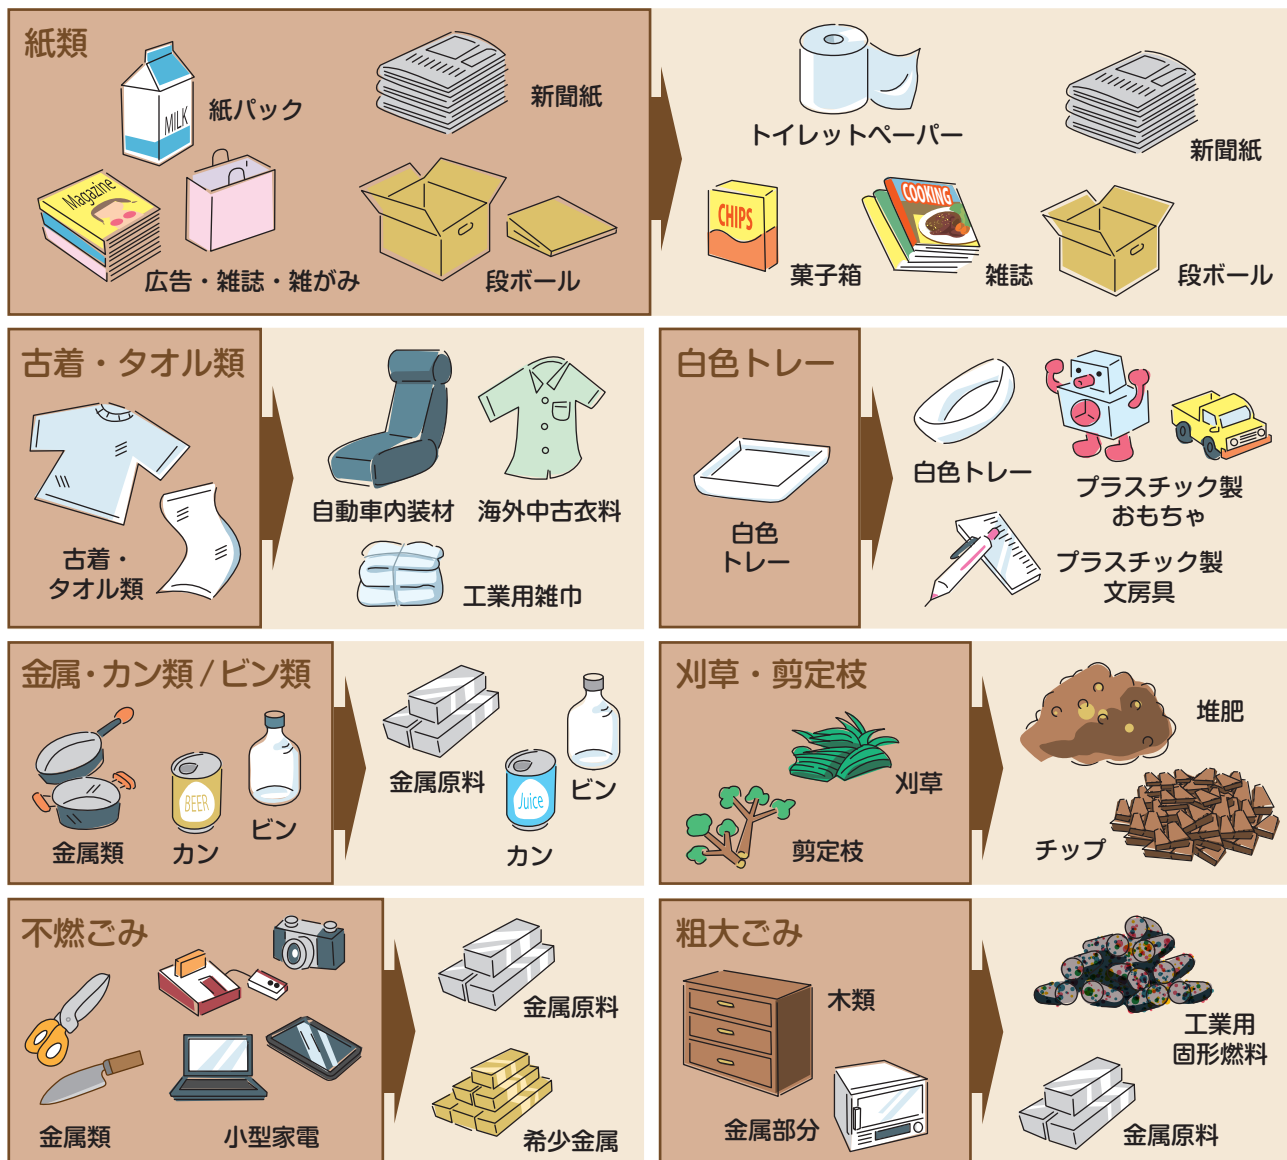 紙類
紙パック
MILK
新聞紙
Magazine
広告・雑誌・雑がみ
段ボール
トイレットペーパー
新聞紙
CHIPS
菓子箱
COOKING
雑誌
段ボール
古着・タオル類
古着・
タオル類
自動車内装材
海外中古衣料
工業用雑巾
白色トレー
白色
トレー
白色トレー
プラスチック製
おもちゃ
プラスチック製
文房具
金属・カン類 / ビン類
金属類
BEER
カン
ビン
金属原料
Juice
カン
ビン
刈草・剪定枝
刈草
剪定枝
堆肥
チップ
不燃ごみ
金属類
小型家電
金属原料
希少金属
粗大ごみ
木類
金属部分
工業用
固形燃料
金属原料